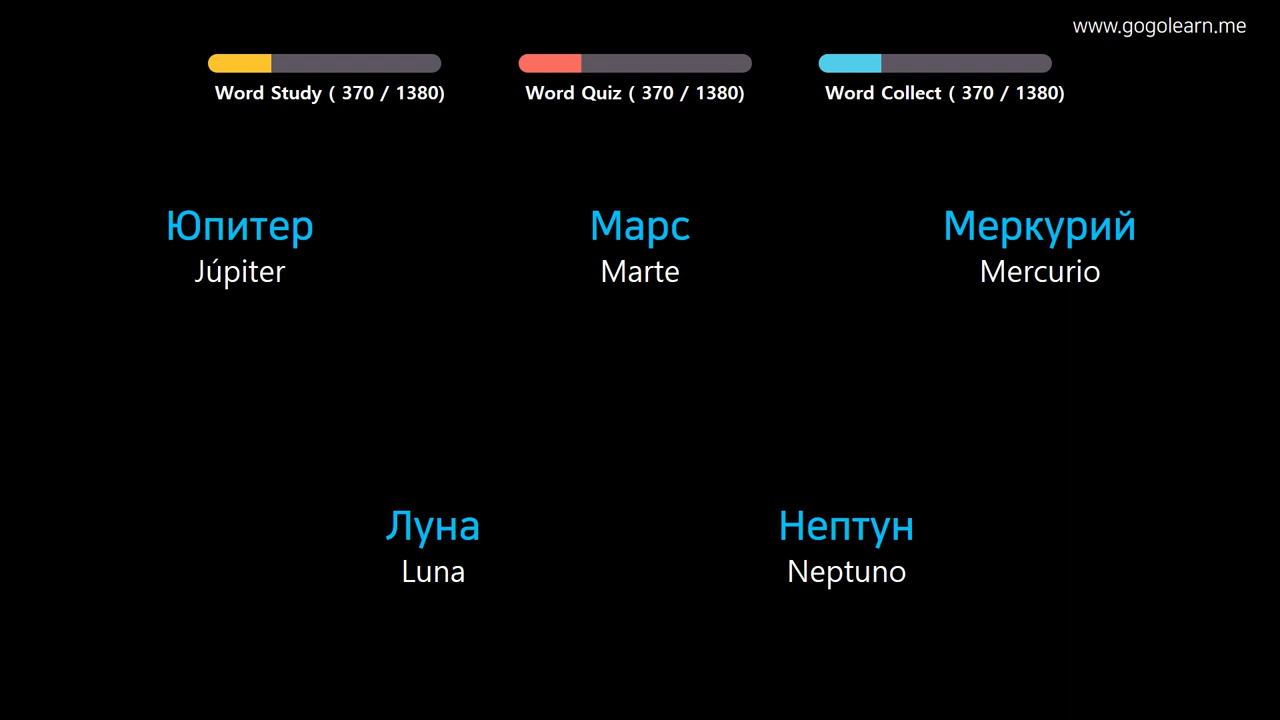 www.gogolearn.me
Word Study ( 370 / 1380)
Word Quiz ( 370 / 1380)
Word Collect ( 370 / 1380)
Юпитер
Júpiter
Марс
Marte
Меркурий
Mercurio
Луна
Luna
Нептун
Neptuno